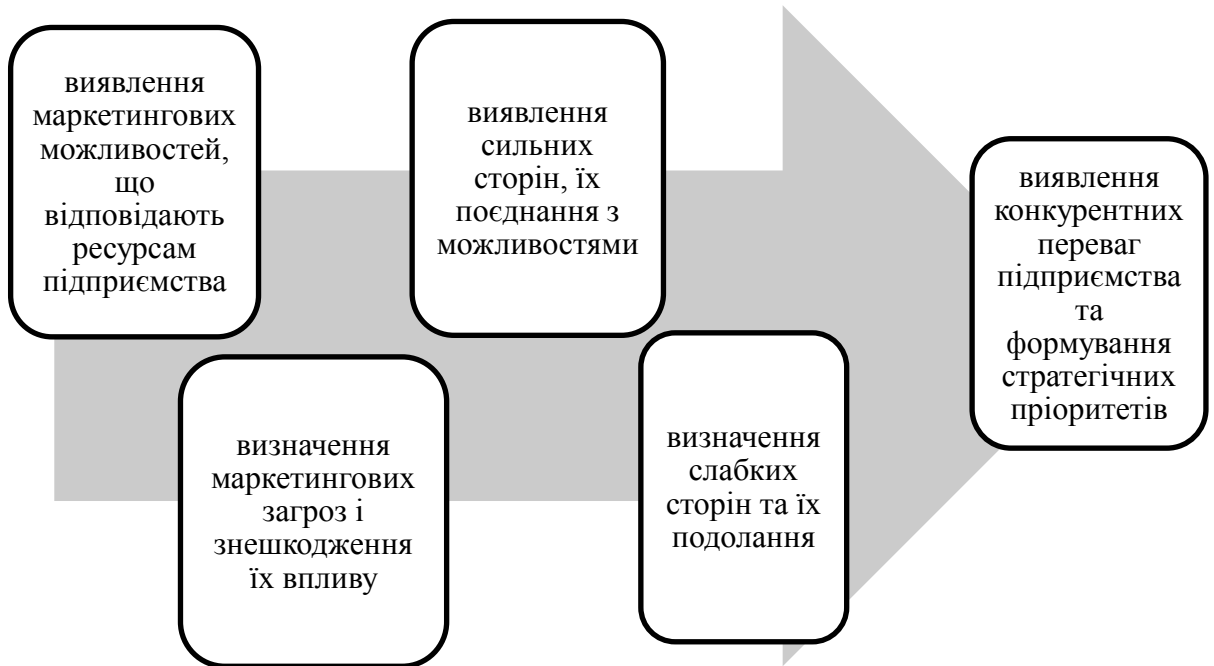 виявлення
маркетингових
можливостей,
що
відповідають
ресурсам
підприємства
визначення
маркетингових
загроз і
знешкодження
їх впливу
виявлення
сильних
сторін, їх
поєднання з
можливостями
визначення
слабких
сторін та їх
подолання
виявлення
конкурентних
переваг
підприємства
та
формування
стратегічних
пріоритетів